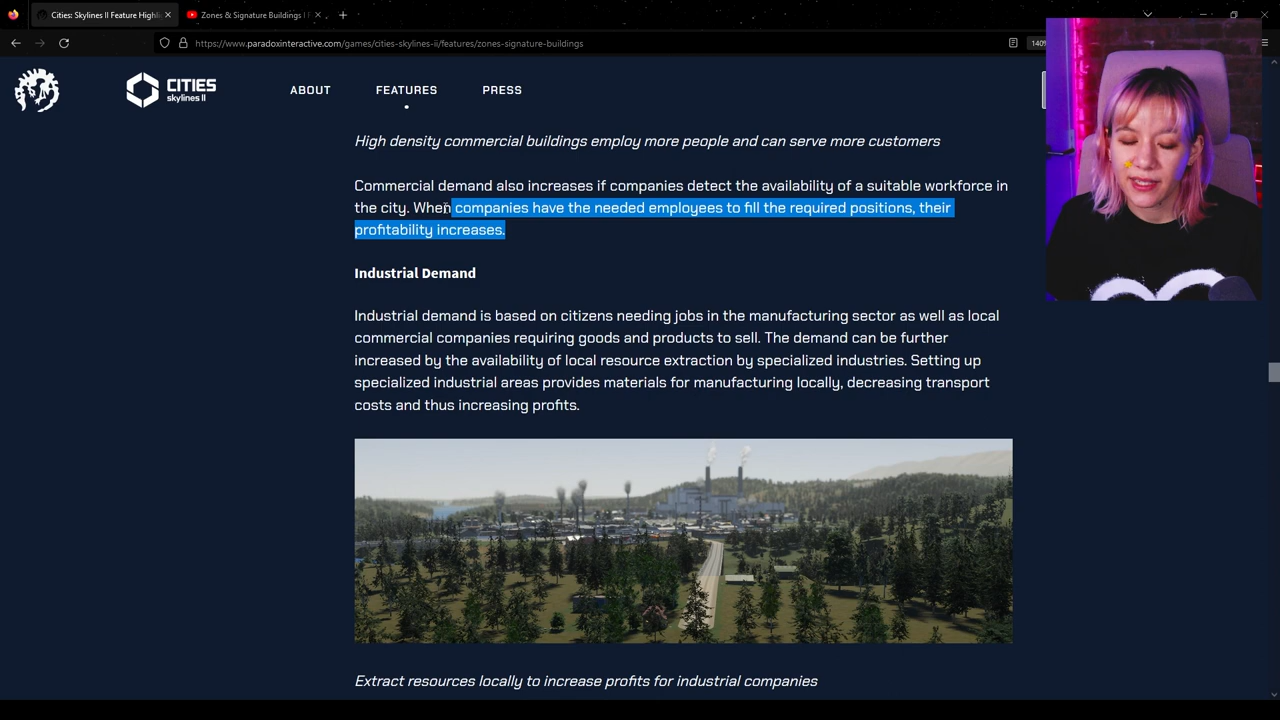 Cities: Skylines II Feature Highli
Zones & Signature Buildings | F
https://www.paradoxinteractive.com/games/cities-skylines-ii/features/zones-signature-buildings
140%
CITIES
skylines II
ABOUT
FEATURES
PRESS
High density commercial buildings employ more people and can serve more customers
Commercial demand also increases if companies detect the availability of a suitable workforce in
the city. When companies have the needed employees to fill the required positions, their
profitability increases.
Industrial Demand
Industrial demand is based on citizens needing jobs in the manufacturing sector as well as local
commercial companies requiring goods and products to sell. The demand can be further
increased by the availability of local resource extraction by specialized industries. Setting up
specialized industrial areas provides materials for manufacturing locally, decreasing transport
costs and thus increasing profits.
Extract resources locally to increase profits for industrial companies